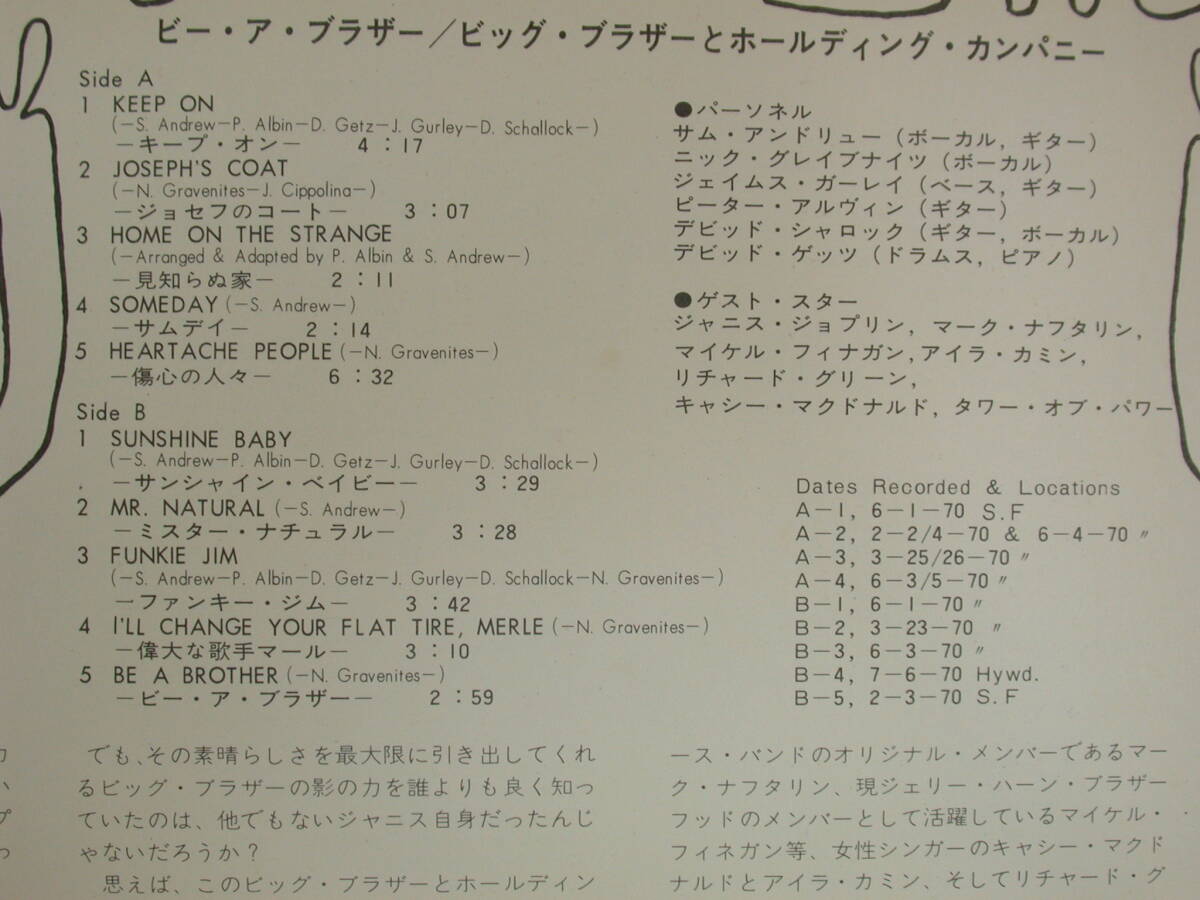 ビー・ア・ブラザー/ビッグ・ブラザーとホールディング・カンパニー
Side A
1 KEEP ON
(—S. Andrew—P. Albin—D. Getz—J. Gurley—D. Schallock—)
—キープ・オン— 4:17
2 JOSEPH'S COAT
(—N. Gravenites—J. Cippolina—)
—ジョセフのコート— 3:07
3 HOME ON THE STRANGE
(—Arranged & Adapted by P. Albin & S. Andrew—)
—見知らぬ家— 2:11
4 SOMEDAY (—S. Andrew—)
—サムデイ— 2:14
5 HEARTACHE PEOPLE (—N. Gravenites—)
—傷心の人々— 6:32
Side B
1 SUNSHINE BABY
(—S. Andrew—P. Albin—D. Getz—J. Gurley—D. Schallock—)
—サンシャイン・ベイビー— 3:29
2 MR. NATURAL (—S. Andrew—)
—ミスター・ナチュラル— 3:28
3 FUNKIE JIM
(—S. Andrew—P. Albin—D. Getz—J. Gurley—D. Schallock—N. Gravenites—)
—ファンキー・ジム— 3:42
4 I'LL CHANGE YOUR FLAT TIRE, MERLE (—N. Gravenites—)
—偉大な歌手マール— 3:10
5 BE A BROTHER (—N. Gravenites—)
—ビー・ア・ブラザー— 2:59
●パーソネル
サム・アンドリュー(ボーカル, ギター)
ニック・グレイブナイツ(ボーカル)
ジェイムス・ガーレイ(ベース, ギター)
ピーター・アルヴィン(ギター)
デビッド・シャロック(ギター, ボーカル)
デビッド・ゲッツ(ドラムス, ピアノ)
●ゲスト・スター
ジャニス・ジョプリン, マーク・ナフタリン,
マイケル・フィナガン, アイラ・カミン,
リチャード・グリーン,
キャシー・マクドナルド, タワー・オブ・パワー
Dates Recorded & Locations
A—1, 6—1—70 S.F
A—2, 2—2/4—70 & 6—4—70 〃
A—3, 3—25/26—70 〃
A—4, 6—3/5—70 〃
B—1, 6—1—70 〃
B—2, 3—23—70 〃
B—3, 6—3—70 〃
B—4, 7—6—70 Hywd.
B—5, 2—3—70 S.F
でも、その素晴らしさを最大限に引き出してくれ
るビッグ・ブラザーの影の力を誰よりも良く知っ
ていたのは、他でもないジャニス自身だったんじ
ゃないだろうか?
思えば、このビッグ・ブラザーとホールディン
ース・バンドのオリジナル・メンバーであるマー
ク・ナフタリン、現ジェリー・ハーン・ブラザー
フッドのメンバーとして活躍しているマイケル・
フィネガン等、女性シンガーのキャシー・マクド
ナルドとアイラ・カミン、そしてリチャード・グ